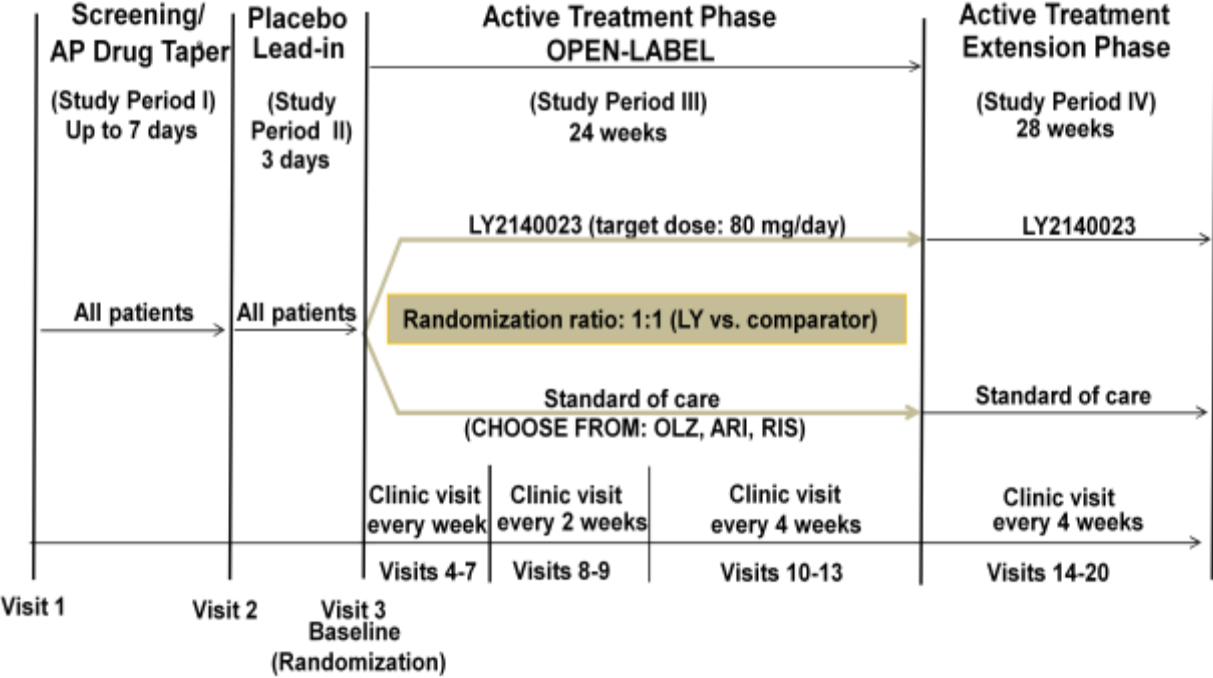 Screening/
AP Drug Taper
(Study Period I)
Up to 7 days
Placebo
Lead-in
(Study
Period II)
3 days
Active Treatment Phase
OPEN-LABEL
(Study Period III)
24 weeks
Active Treatment
Extension Phase
(Study Period IV)
28 weeks
LY2140023 (target dose: 80 mg/day)
LY2140023
All patients
All patients
Randomization ratio: 1:1 (LY vs. comparator)
Standard of care
(CHOOSE FROM: OLZ, ARI, RIS)
Standard of care
Clinic visit
every week
Clinic visit
every 2 weeks
Clinic visit
every 4 weeks
Clinic visit
every 4 weeks
Visits 4-7
Visits 8-9
Visits 10-13
Visits 14-20
Visit 1
Visit 2
Visit 3
Baseline
(Randomization)